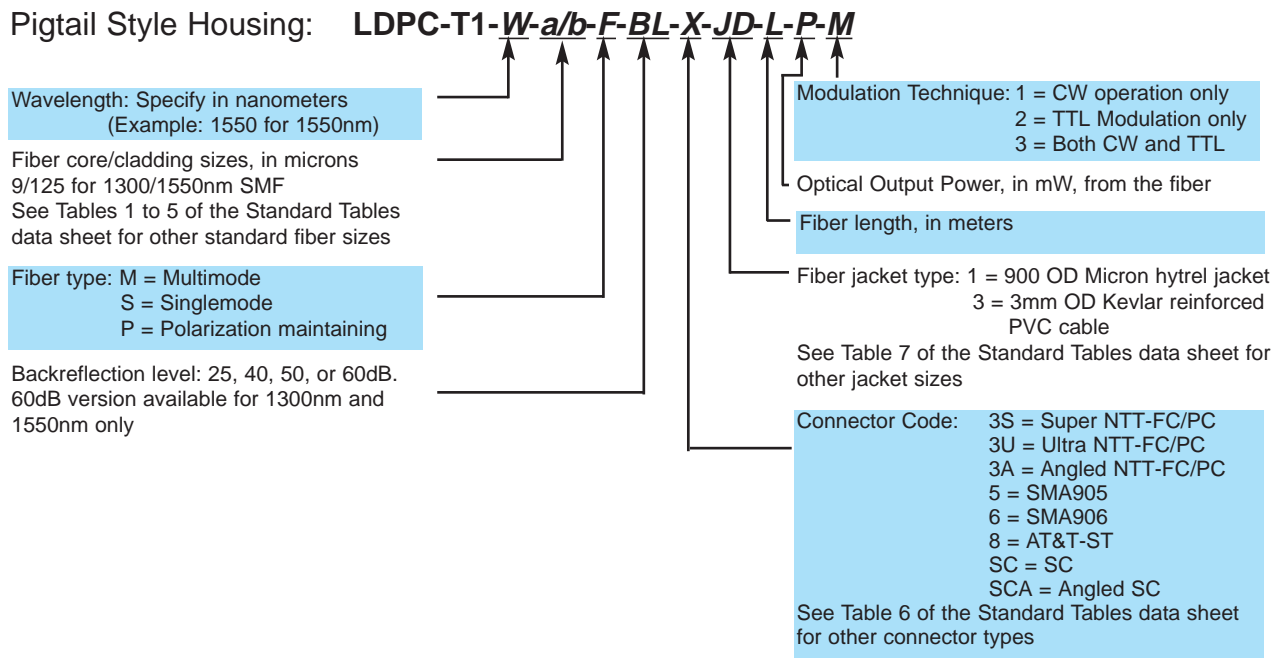 Pigtail Style Housing: LDPC-T1-W-a/b-F-BL-X-JD-L-P-M
Wavelength: Specify in nanometers
(Example: 1550 for 1550nm)
Fiber core/cladding sizes, in microns
9/125 for 1300/1550nm SMF
See Tables 1 to 5 of the Standard Tables
data sheet for other standard fiber sizes
Fiber type: M = Multimode
S = Singlemode
P = Polarization maintaining
Backreflection level: 25, 40, 50, or 60dB.
60dB version available for 1300nm and
1550nm only
Modulation Technique: 1 = CW operation only
2 = TTL Modulation only
3 = Both CW and TTL
Optical Output Power, in mW, from the fiber
Fiber length, in meters
Fiber jacket type: 1 = 900 OD Micron hytrel jacket
3 = 3mm OD Kevlar reinforced
PVC cable
See Table 7 of the Standard Tables data sheet for
other jacket sizes
Connector Code: 3S = Super NTT-FC/PC
3U = Ultra NTT-FC/PC
3A = Angled NTT-FC/PC
5 = SMA905
6 = SMA906
8 = AT&T-ST
SC = SC
SCA = Angled SC
See Table 6 of the Standard Tables data sheet
for other connector types